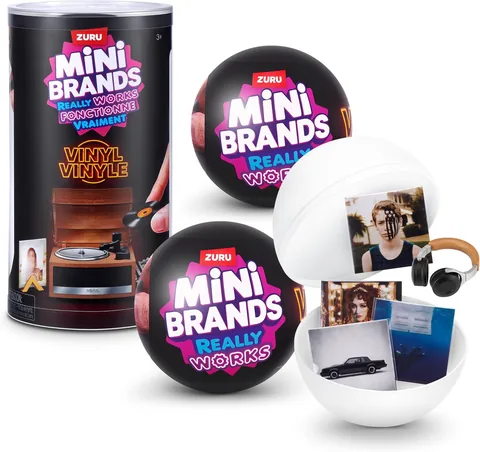 ZURU
MiNi
BRANDS
REALLY WORKS
FONCTIONNE
VRAIMENT
VINYL
VINYLE
3+
ZURU
MiNi
BRANDS
REALLY
WORKS
ZURU
MiNi
BRANDS
REALLY
WORKS